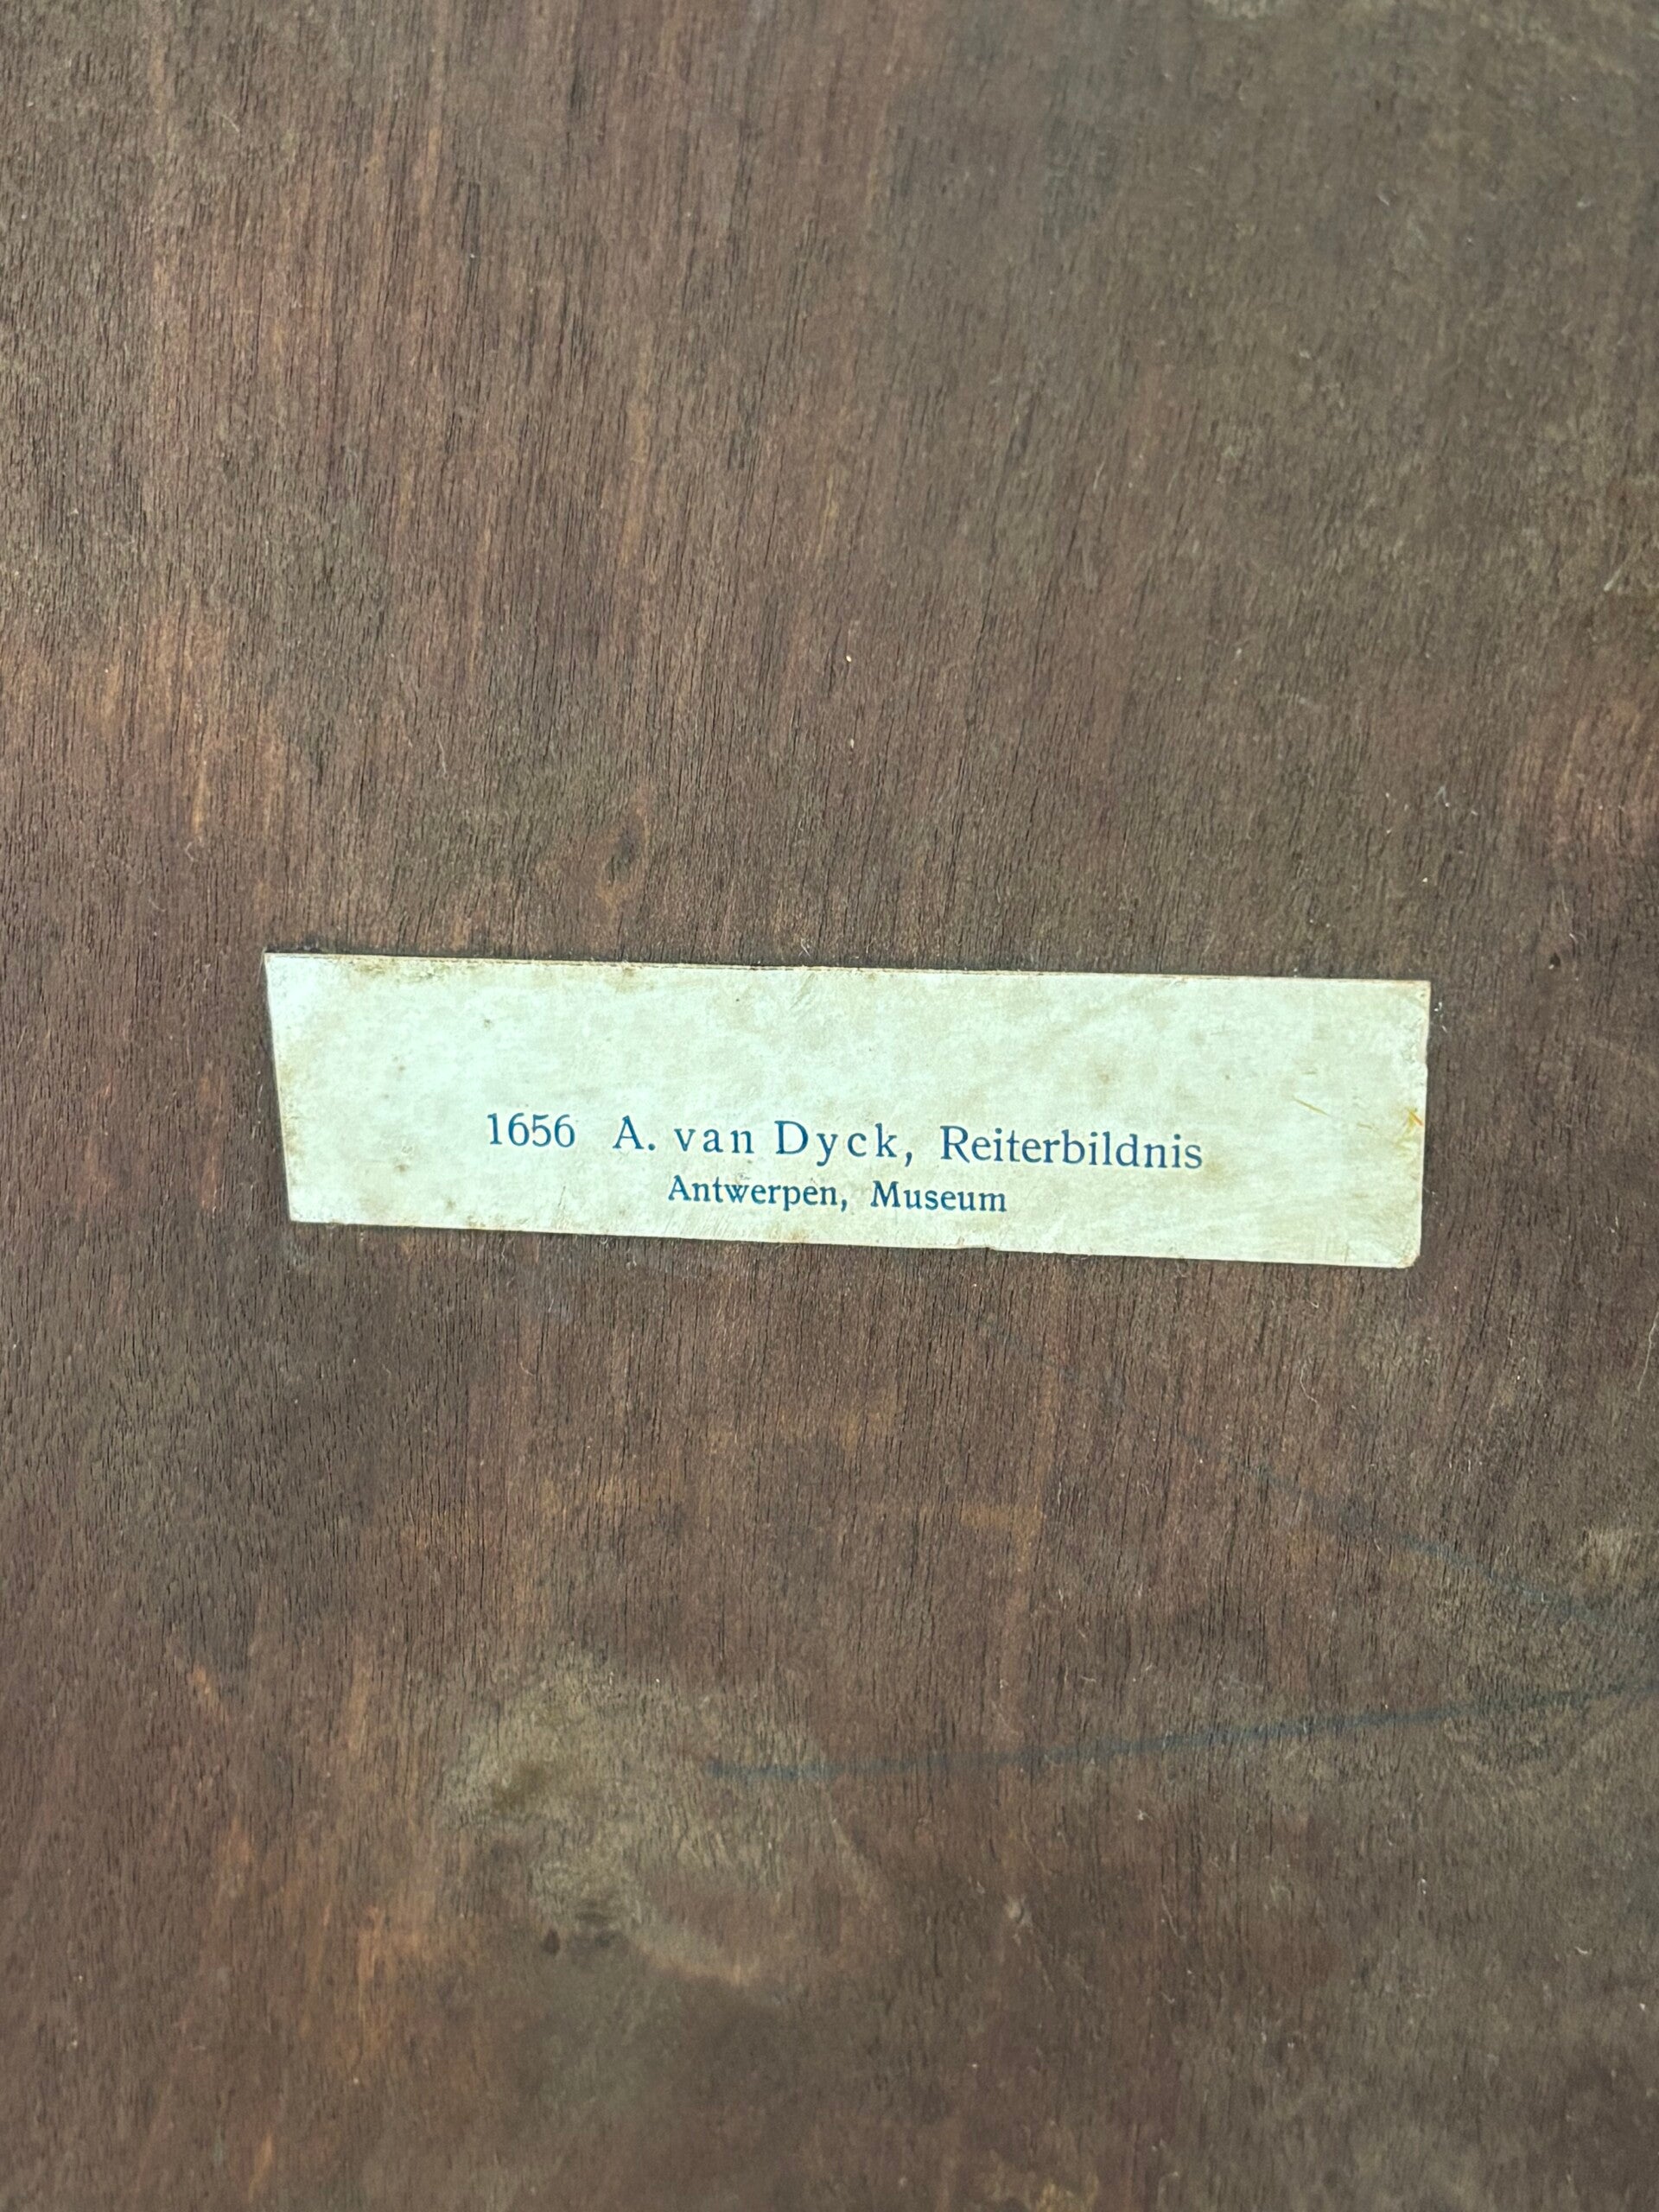 1656 A. van Dyck, Reiterbildnis
Antwerpen, Museum